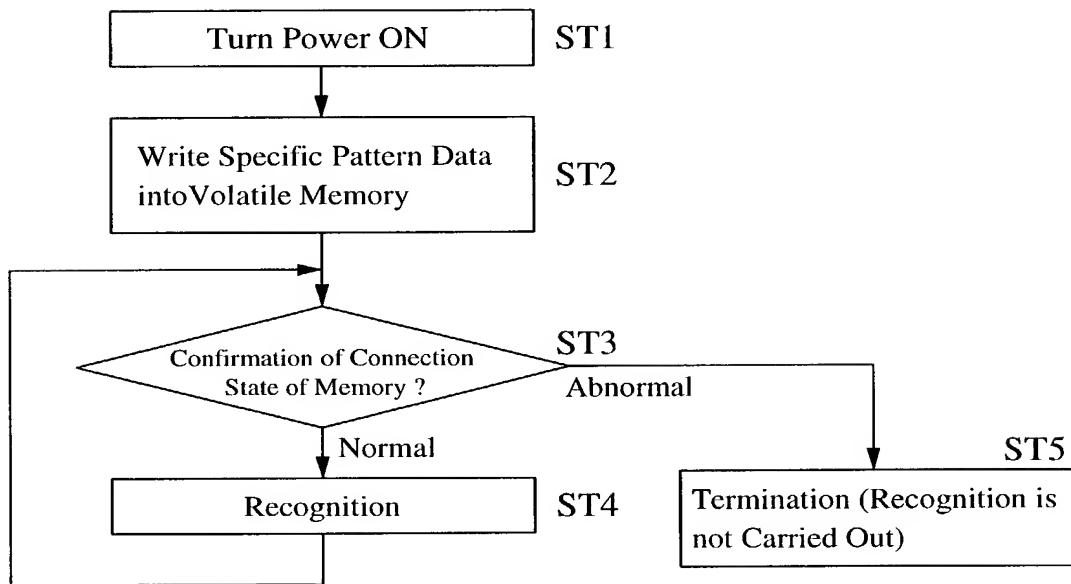 Turn Power ON
ST1
Write Specific Pattern Data
intoVolatile Memory
ST2
Confirmation of Connection
State of Memory ?
ST3
Abnormal
Normal
Recognition
ST4
ST5
Termination (Recognition is
not Carried Out)